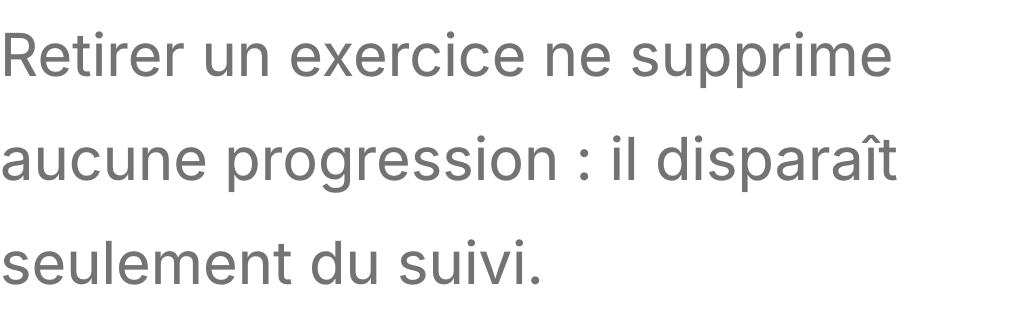 Retirer un exercice ne supprime
aucune progression : il disparaît
seulement du suivi.